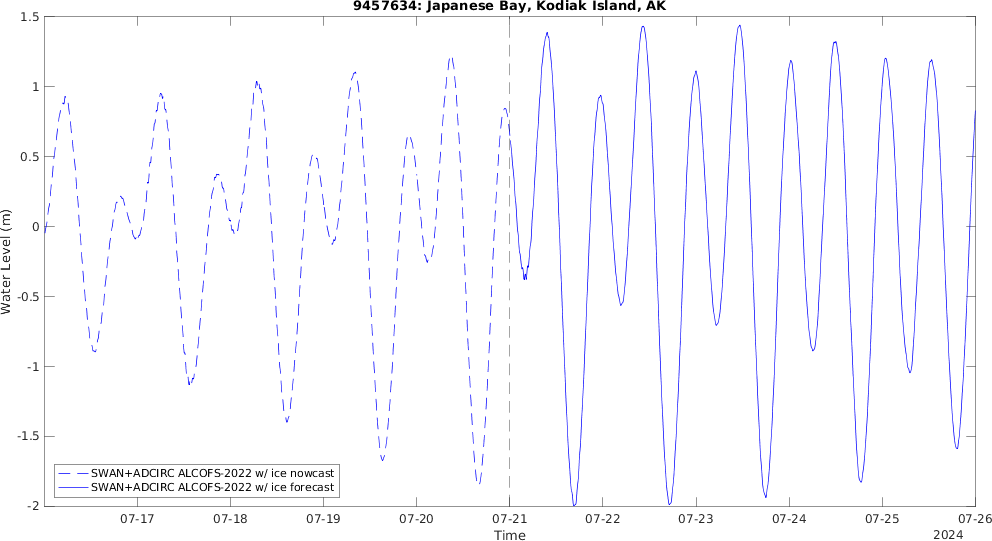 9457634: Japanese Bay, Kodiak Island, AK
1.5
1
0.5
0
-0.5
-1
-1.5
-2
Water Level (m)
SWAN+ADCIRC ALCOFS-2022 w/ ice nowcast
SWAN+ADCIRC ALCOFS-2022 w/ ice forecast
07-17 07-18 07-19 07-20 07-21 07-22 07-23 07-24 07-25 07-26
Time
2024